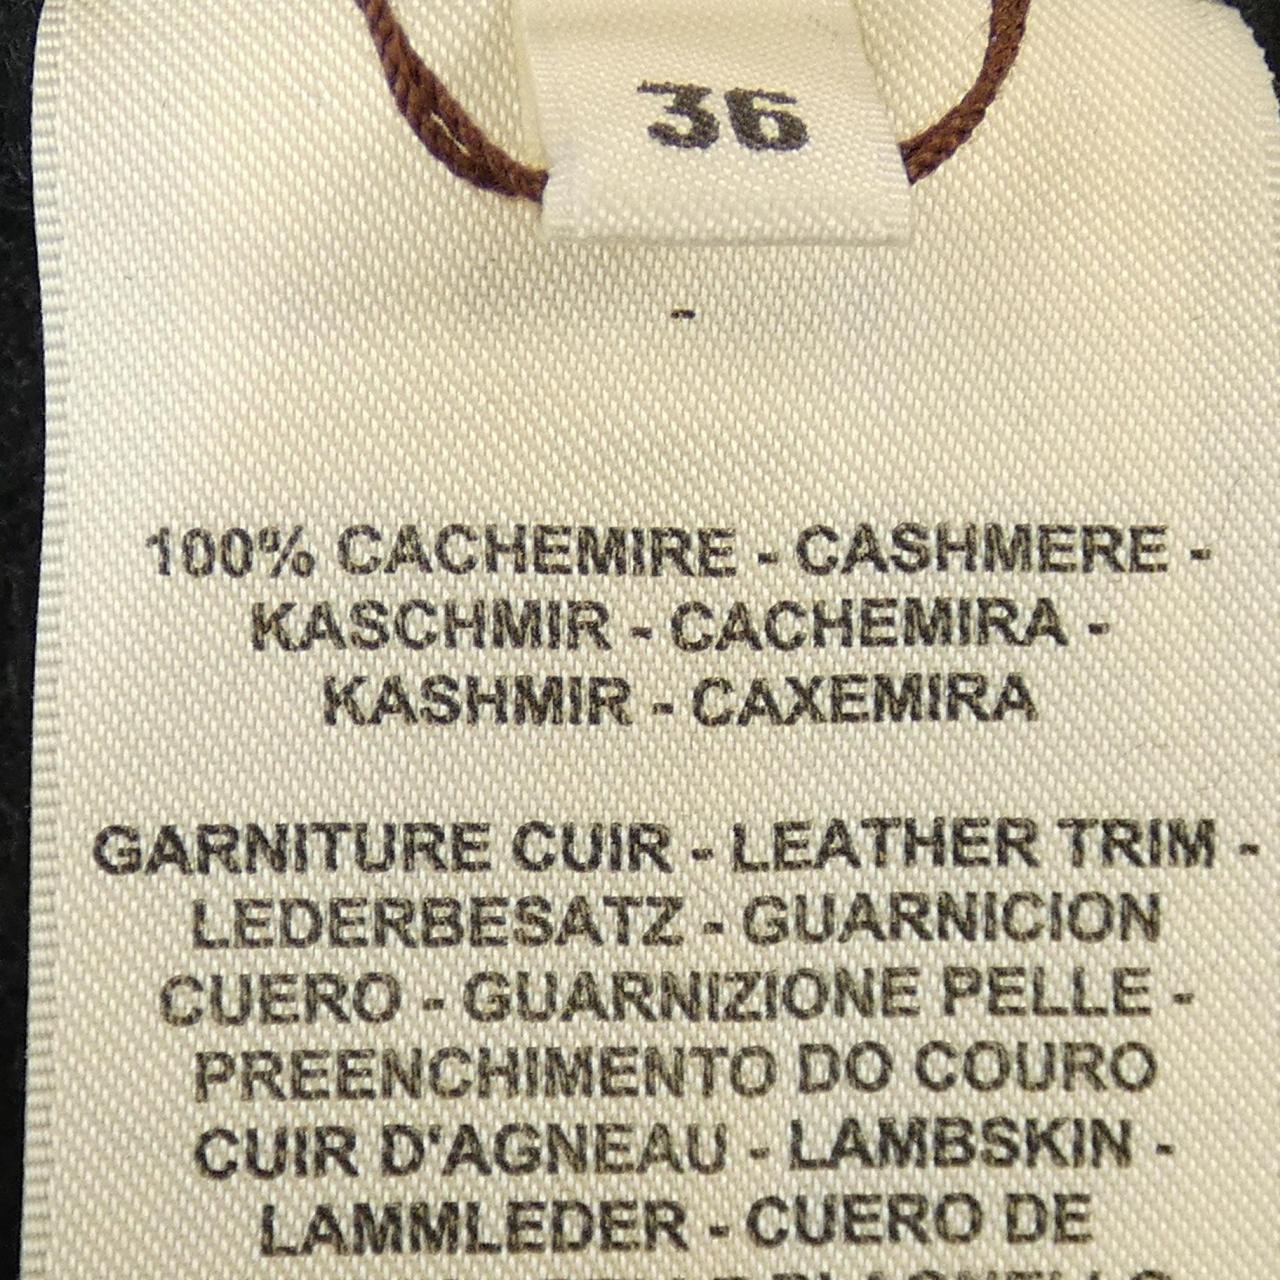 36
-
100% CACHEMIRE - CASHMERE -
KASCHMIR - CACHEMIRA -
KASHMIR - CAXEMIRA
GARNITURE CUIR - LEATHER TRIM -
LEDERBESATZ - GUARNICION
CUERO - GUARNIZIONE PELLE -
PREENCHIMENTO DO COURO
CUIR D'AGNEAU - LAMBSKIN -
LAMMLEDER - CUERO DE